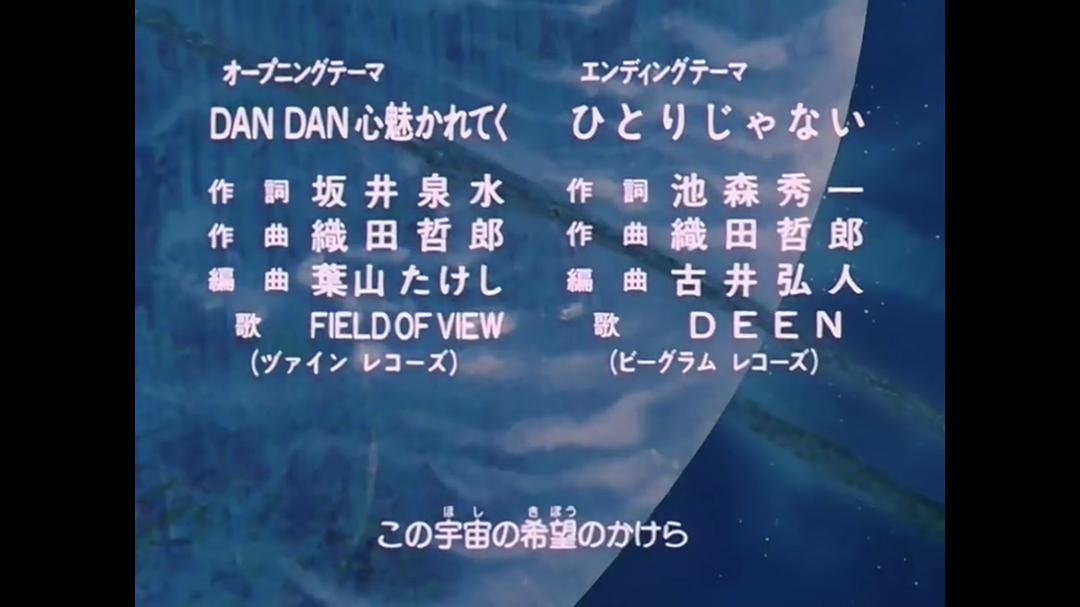 オープニングテーマ
DAN DAN 心魅かれてく
作詞 坂井泉水
作曲 織田哲郎
編曲 葉山たけし
歌 FIELD OF VIEW
(ツァイン レコーズ)
エンディングテーマ
ひとりじゃない
作詞 池森秀一
作曲 織田哲郎
編曲 古井弘人
歌 DEEN
(ビーグラム レコーズ)
ほし きぼう
この宇宙の希望のかけら